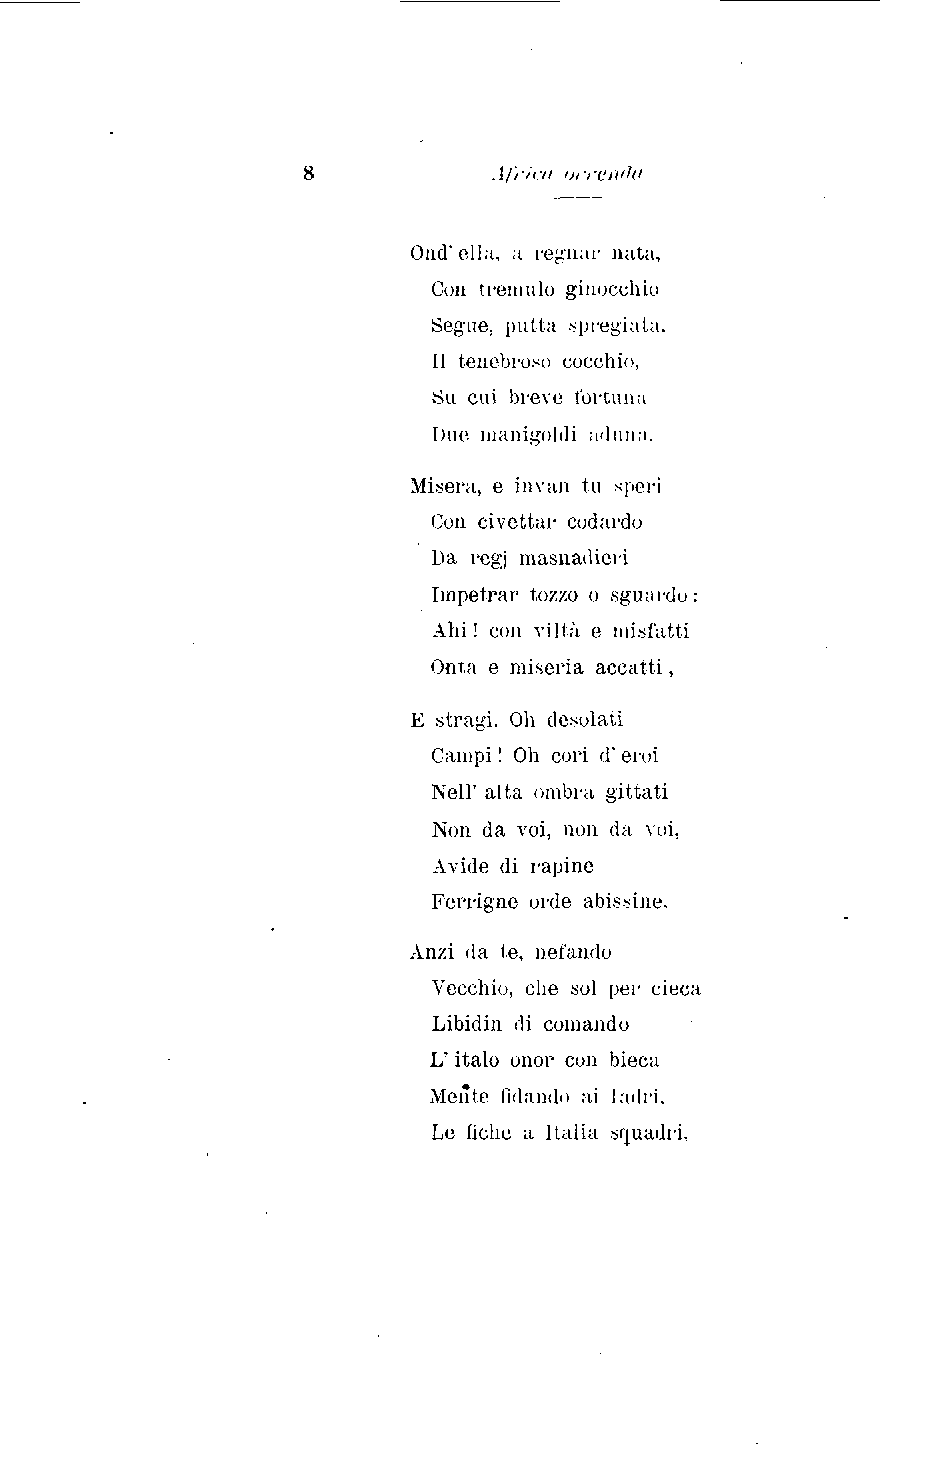 8 Africa orrenda
Ond' ella, a regnar nata,
Con tremulo ginocchio
Segue, putta spregiata,
Il tenebroso cocchio,
Su cui breve fortuna
Due manigoldi aduna.
Misera, e invan tu speri
Con civettar codardo
Da regj masnadieri
Impetrar tozzo o sguardo:
Ahi! con viltà e misfatti
Onta e miseria accatti,
E stragi. Oh desolati
Campi! Oh cori d' eroi
Nell' alta ombra gittati
Non da voi, non da voi,
Avide di rapine
Ferrigne orde abissine.
Anzi da te, nefando
Vecchio, che sol per cieca
Libidin di comando
L' italo onor con bieca
Mente fidando ai ladri,
Le fiche a Italia squadri,